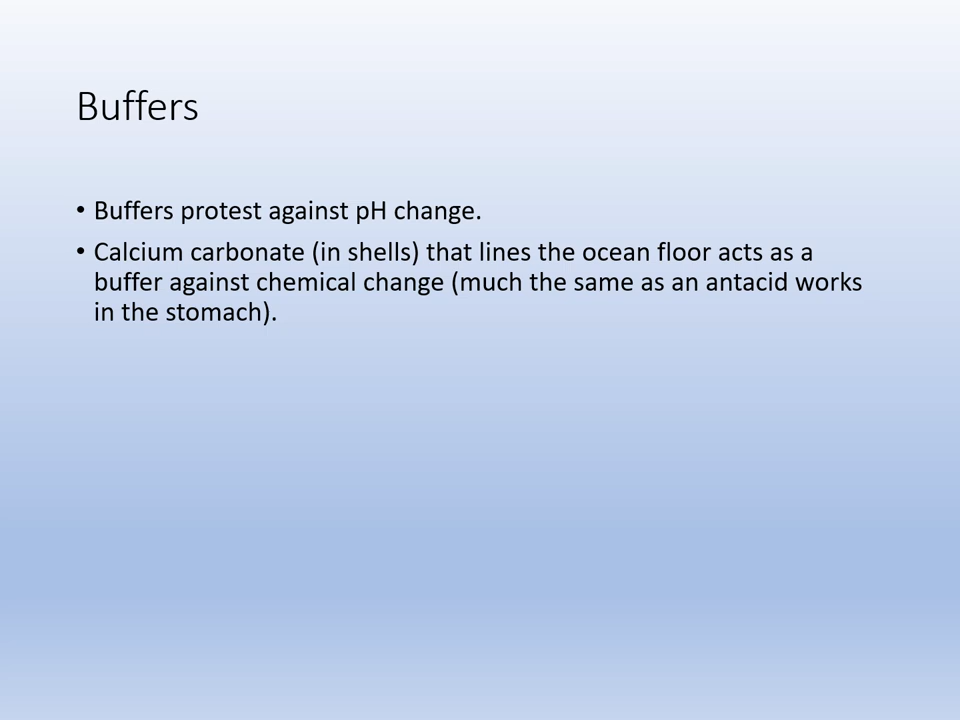 Buffers
• Buffers protest against pH change.
• Calcium carbonate (in shells) that lines the ocean floor acts as a
buffer against chemical change (much the same as an antacid works
in the stomach).